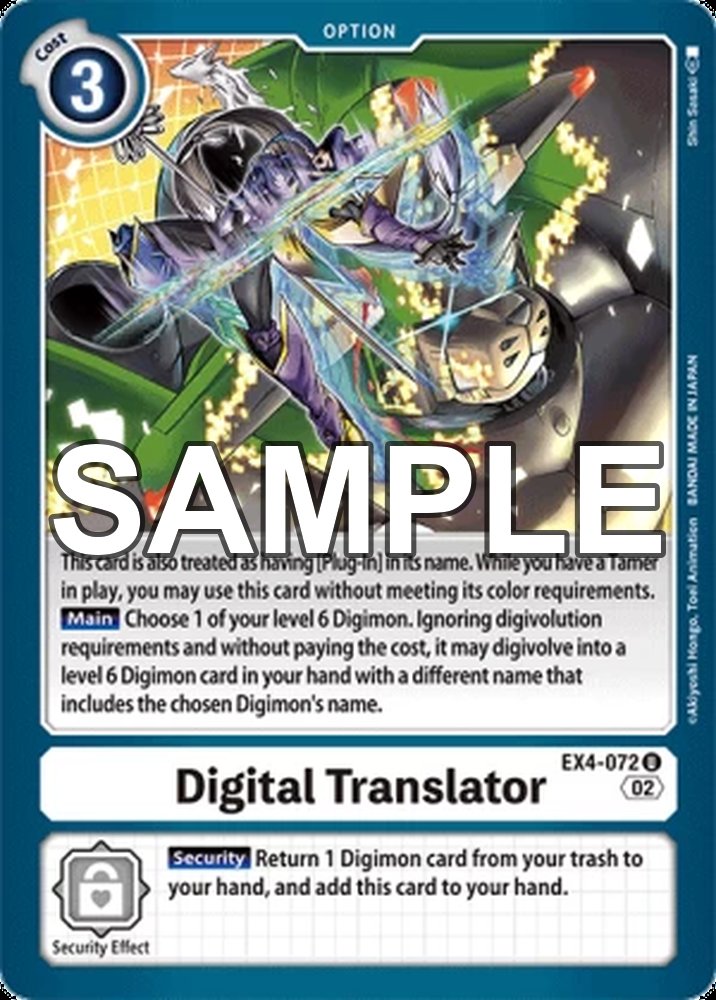 OPTION
Cost
3
Shin Sasaki
SAMPLE
This card is also treated as having [Plug-In] in its name. While you have a Tamer
in play, you may use this card without meeting its color requirements.
Main Choose 1 of your level 6 Digimon. Ignoring digivolution
requirements and without paying the cost, it may digivolve into a
level 6 Digimon card in your hand with a different name that
includes the chosen Digimon's name.
©Akiyoshi Hongo, Toei Animation BANDAI MADE IN JAPAN
Digital Translator
EX4-072 U
02
Security Return 1 Digimon card from your trash to
your hand, and add this card to your hand.
Security Effect